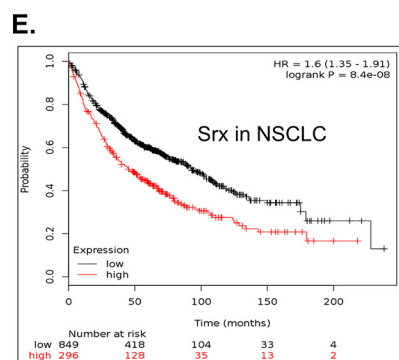 E.
HR = 1.6 (1.35 - 1.91)
logrank P = 8.4e-08
Srx in NSCLC
Probability
1.0
0.8
0.6
0.4
0.2
0.0
Expression
low
high
0 50 100 150 200
Time (months)
Number at risk
low 849 418 104 33 4
high 296 128 35 13 2